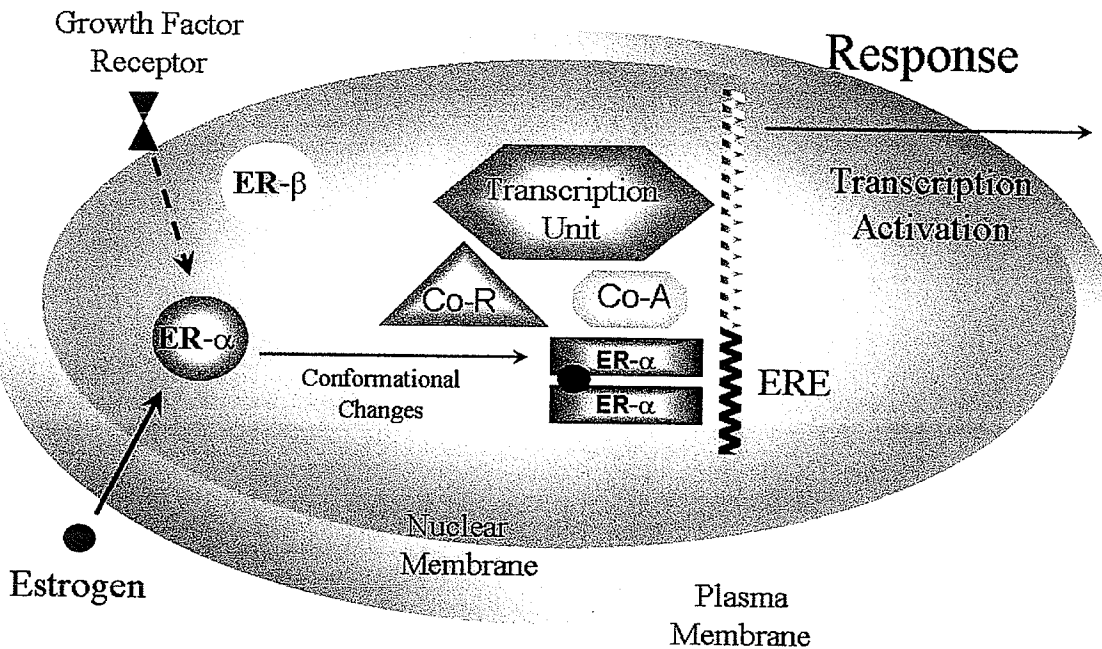 Growth Factor
Receptor
Response
ER-β
Transcription
Unit
Transcription
Activation
Co-R
Co-A
ER-α
ER-α
ER-α
Conformational
Changes
ERE
Nuclear
Membrane
Estrogen
Plasma
Membrane